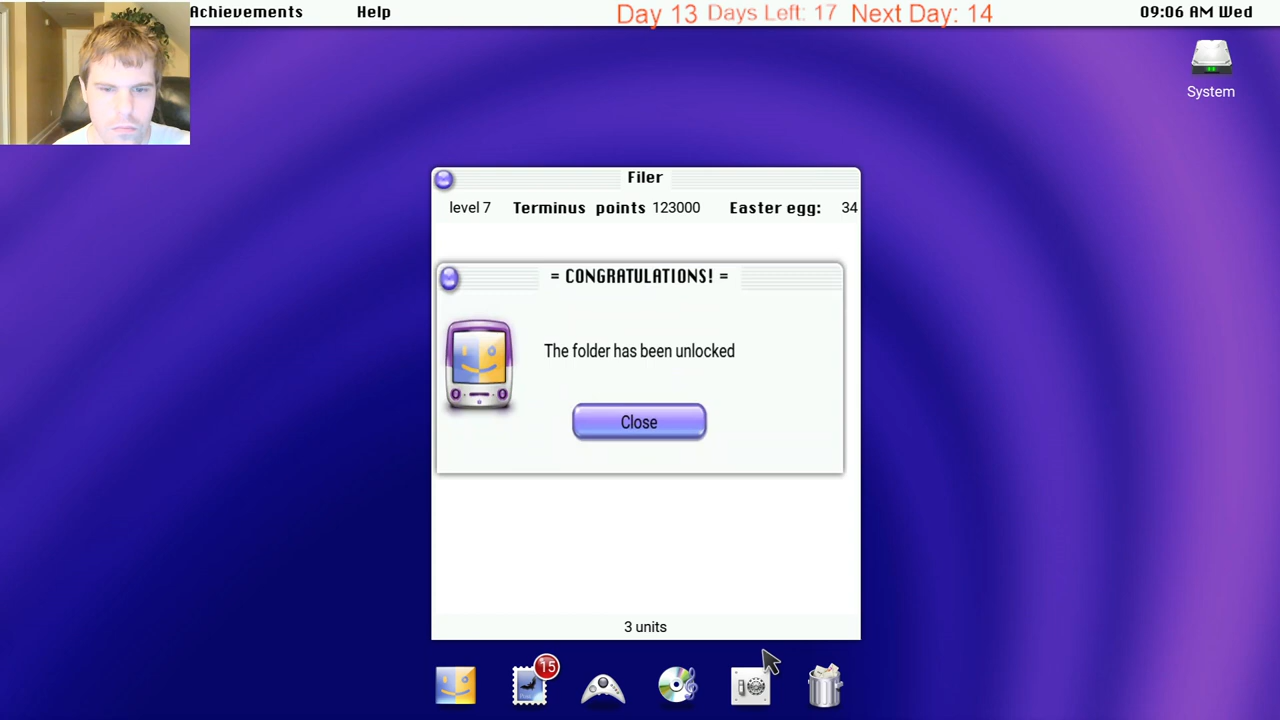 Achievements Help Day 13 Days Left: 17 Next Day: 14 09:06 AM Wed
System
Filer
level 7 Terminus points 123000 Easter egg: 34
= CONGRATULATIONS! =
The folder has been unlocked
Close
3 units
15